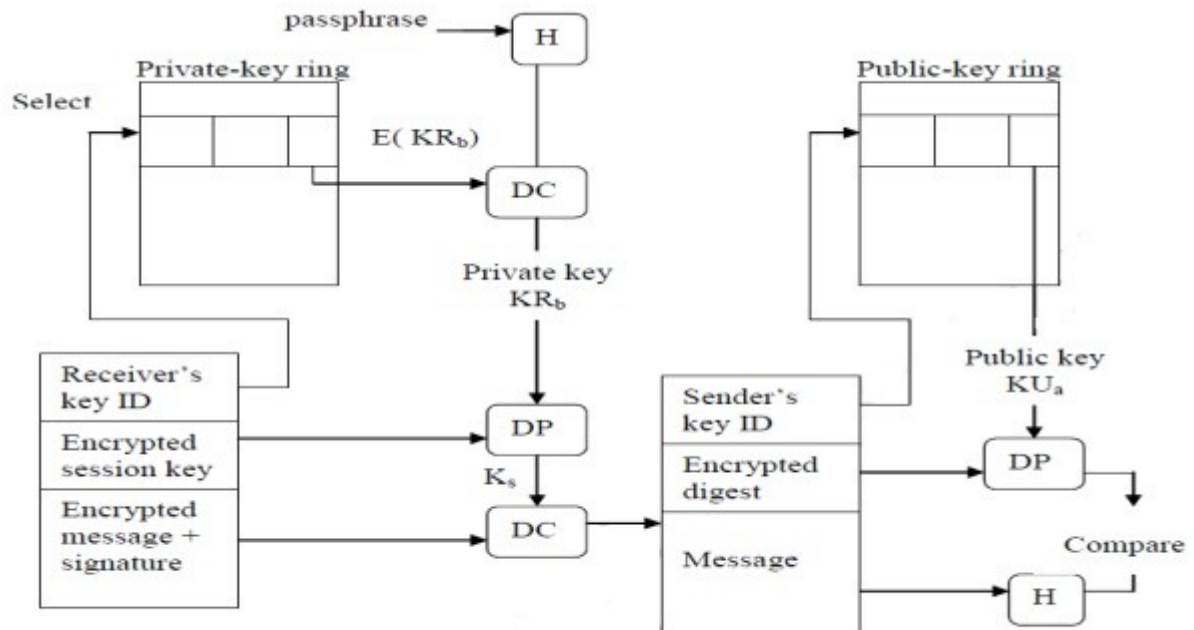 passphrase
H
Private-key ring
Public-key ring
Select
E( KRb)
DC
Private key
KRb
Receiver's
key ID
Encrypted
session key
Encrypted
message +
signature
DP
Ks
DC
Sender's
key ID
Encrypted
digest
Message
Public key
KUa
DP
Compare
H